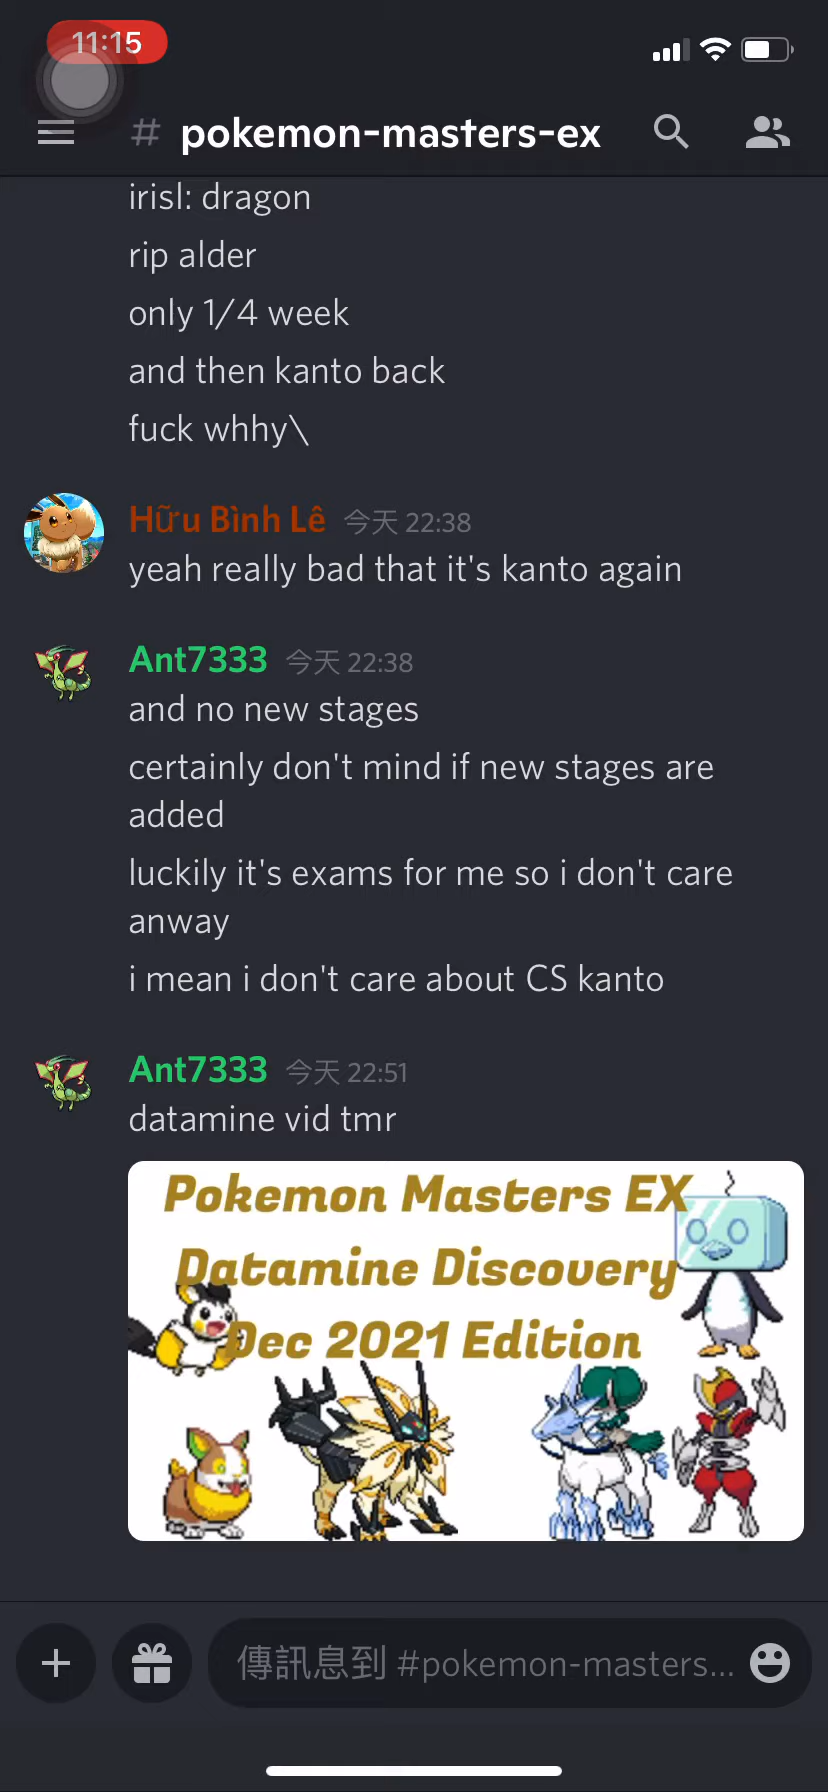 11:15
# pokemon-masters-ex
irisl: dragon
rip alder
only 1/4 week
and then kanto back
fuck whhy\
Hữu Bình Lê 今天 22:38
yeah really bad that it's kanto again
Ant7333 今天 22:38
and no new stages
certainly don't mind if new stages are
added
luckily it's exams for me so i don't care
anway
i mean i don't care about CS kanto
Ant7333 今天 22:51
datamine vid tmr
Pokemon Masters EX
Datamine Discovery
Dec 2021 Edition
傳訊息到 #pokemon-masters...